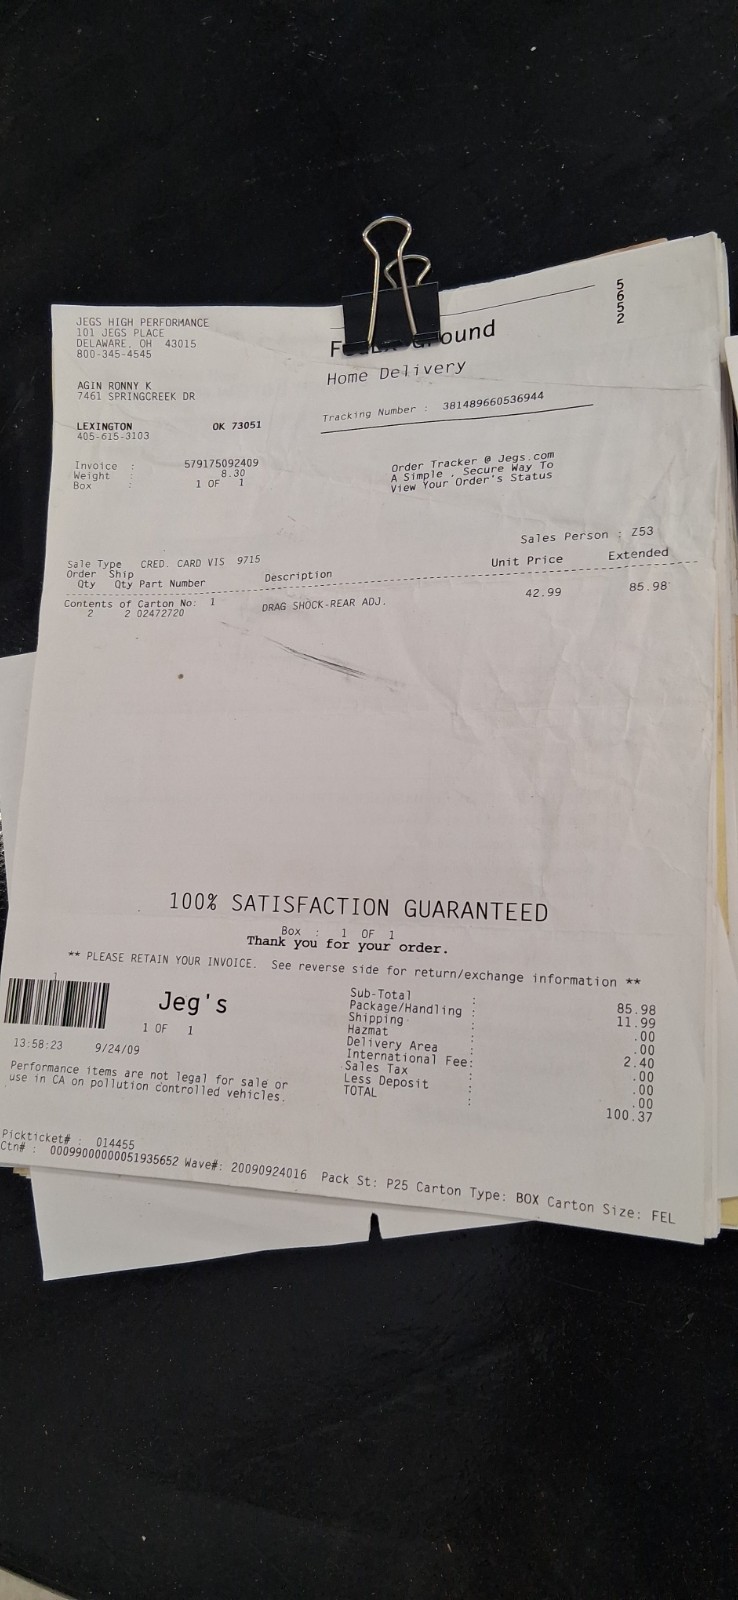 5652
JEGS HIGH PERFORMANCE
101 JEGS PLACE
DELAWARE, OH 43015
800-345-4545
Ground
Home Delivery
AGIN RONNY K
7461 SPRINGCREEK DR
Tracking Number : 381489660536944
LEXINGTON OK 73051
405-615-3103
Invoice : 579175092409
Weight : 8.30
Box : 1 OF 1
Order Tracker @ Jegs.com
A Simple, Secure Way To
View Your Order's Status
Sales Person : Z53
Sale Type CRED. CARD VIS 9715
Order Ship
Qty Qty Part Number Description Unit Price Extended
Contents of Carton No: 1
2 2 02472720 DRAG SHOCK-REAR ADJ. 42.99 85.98
100% SATISFACTION GUARANTEED
Box : 1 OF 1
Thank you for your order.
** PLEASE RETAIN YOUR INVOICE. See reverse side for return/exchange information **
1
Jeg's
1 OF 1
13:58:23 9/24/09
Performance items are not legal for sale or
use in CA on pollution controlled vehicles.
Sub-Total : 85.98
Package/Handling : 11.99
Shipping : .00
Hazmat : .00
Delivery Area : 2.40
International Fee: .00
Sales Tax : .00
Less Deposit : .00
TOTAL : 100.37
Pickticket# : 014455
Ctn# : 00099000000051935652 Wave#: 20090924016 Pack St: P25 Carton Type: BOX Carton Size: FEL